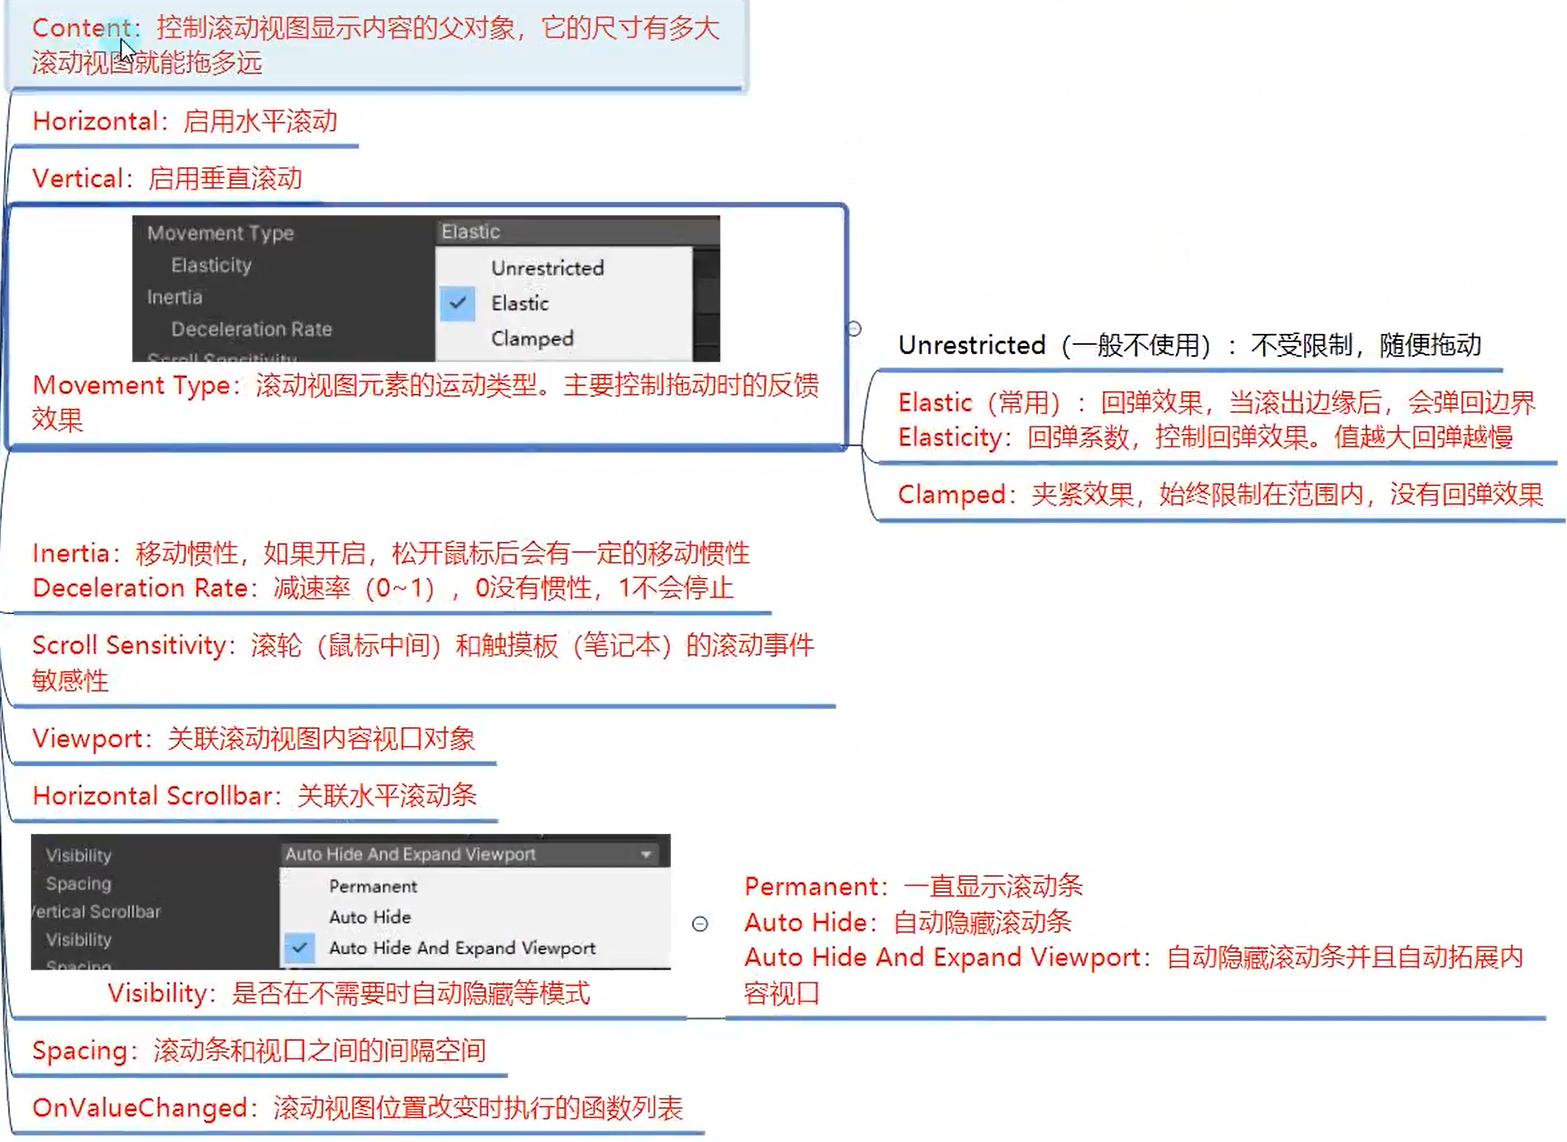 Content：控制滚动视图显示内容的父对象，它的尺寸有多大
滚动视图就能拖多远
Horizontal：启用水平滚动
Vertical：启用垂直滚动
Movement Type
Elastic
Elasticity
Unrestricted
Inertia
Elastic
Deceleration Rate
Clamped
Scroll Sensitivity
Movement Type：滚动视图元素的运动类型。主要控制拖动时的反馈
效果
Unrestricted（一般不使用）：不受限制，随便拖动
Elastic（常用）：回弹效果，当滚出边缘后，会弹回边界
Elasticity：回弹系数，控制回弹效果。值越大回弹越慢
Clamped：夹紧效果，始终限制在范围内，没有回弹效果
Inertia：移动惯性，如果开启，松开鼠标后会有一定的移动惯性
Deceleration Rate：减速率（0~1），0没有惯性，1不会停止
Scroll Sensitivity：滚轮（鼠标中间）和触摸板（笔记本）的滚动事件
敏感性
Viewport：关联滚动视图内容视口对象
Horizontal Scrollbar：关联水平滚动条
Visibility
Auto Hide And Expand Viewport
Spacing
Permanent
Vertical Scrollbar
Auto Hide
Visibility
Auto Hide And Expand Viewport
Spacing
Visibility：是否在不需要时自动隐藏等模式
Permanent：一直显示滚动条
Auto Hide：自动隐藏滚动条
Auto Hide And Expand Viewport：自动隐藏滚动条并且自动拓展内
容视口
Spacing：滚动条和视口之间的间隔空间
OnValueChanged：滚动视图位置改变时执行的函数列表